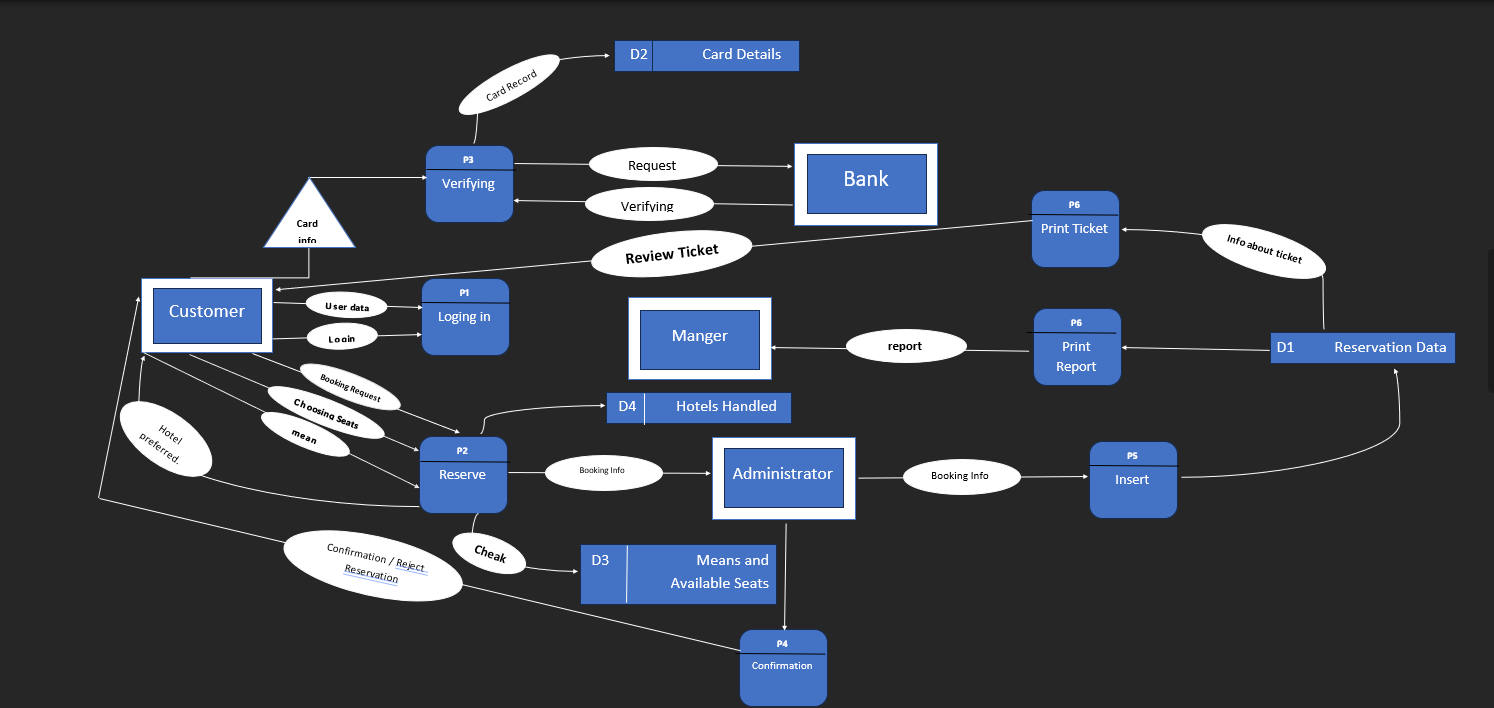 D2
Card Details
Card Record
P3
Verifying
Request
Bank
Verifying
P6
Print Ticket
Card
info
Info about ticket
Review Ticket
Customer
User data
P1
Loging in
Login
Manger
report
P6
Print
Report
D1
Reservation Data
Booking Request
Choosing Seats
mean
D4
Hotels Handled
Hotel
preferred.
P2
Reserve
Booking Info
Administrator
Booking Info
P5
Insert
Cheak
Confirmation / Reject
Reservation
D3
Means and
Available Seats
P4
Confirmation